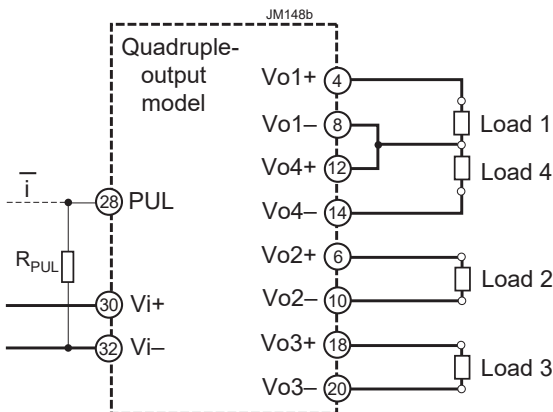 JM148b
Quadruple-
output
model
Vo1+
4
Vo1–
8
Vo4+
12
Vo4–
14
Vo2+
6
Vo2–
10
Vo3+
18
Vo3–
20
Load 1
Load 4
Load 2
Load 3
i
28
PUL
RPUL
30
Vi+
32
Vi–